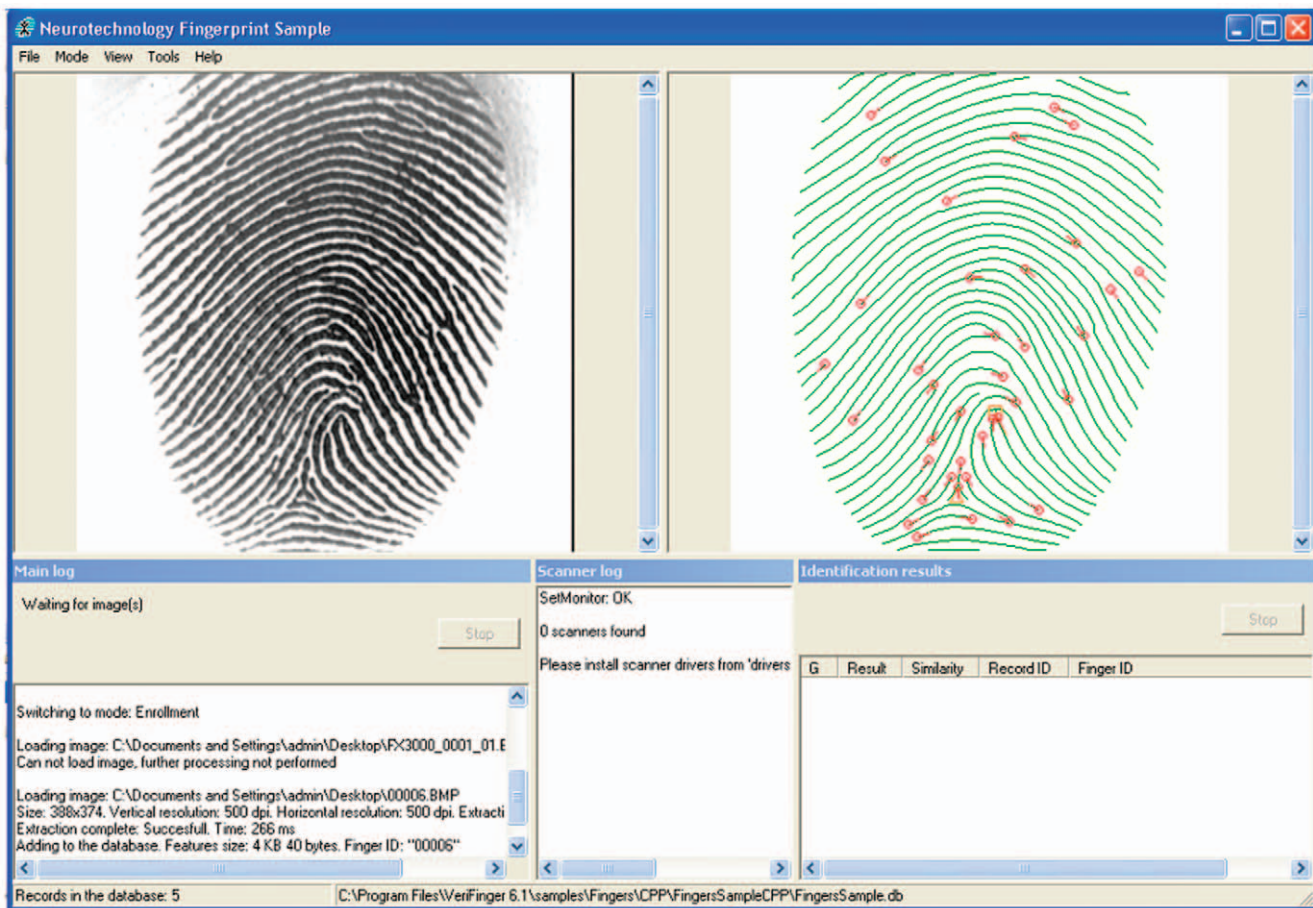 Neurotechnology Fingerprint Sample
File Mode View Tools Help
Main log
Waiting for image(s)
Stop
Switching to mode: Enrollment
Loading image: C:\Documents and Settings\admin\Desktop\FX3000_0001_01.E
Can not load image, further processing not performed
Loading image: C:\Documents and Settings\admin\Desktop\00006.BMP
Size: 388x374. Vertical resolution: 500 dpi. Horizontal resolution: 500 dpi. Extracti
Extraction complete: Succesfull. Time: 266 ms
Adding to the database. Features size: 4 KB 40 bytes. Finger ID: "00006"
Scanner log
SetMonitor: OK
0 scanners found
Please install scanner drivers from 'drivers
Identification results
Stop
G Result Similarity Record ID Finger ID
Records in the database: 5
C:\Program Files\VeriFinger 6.1\samples\Fingers\CPP\FingersSampleCPP\FingersSample.db